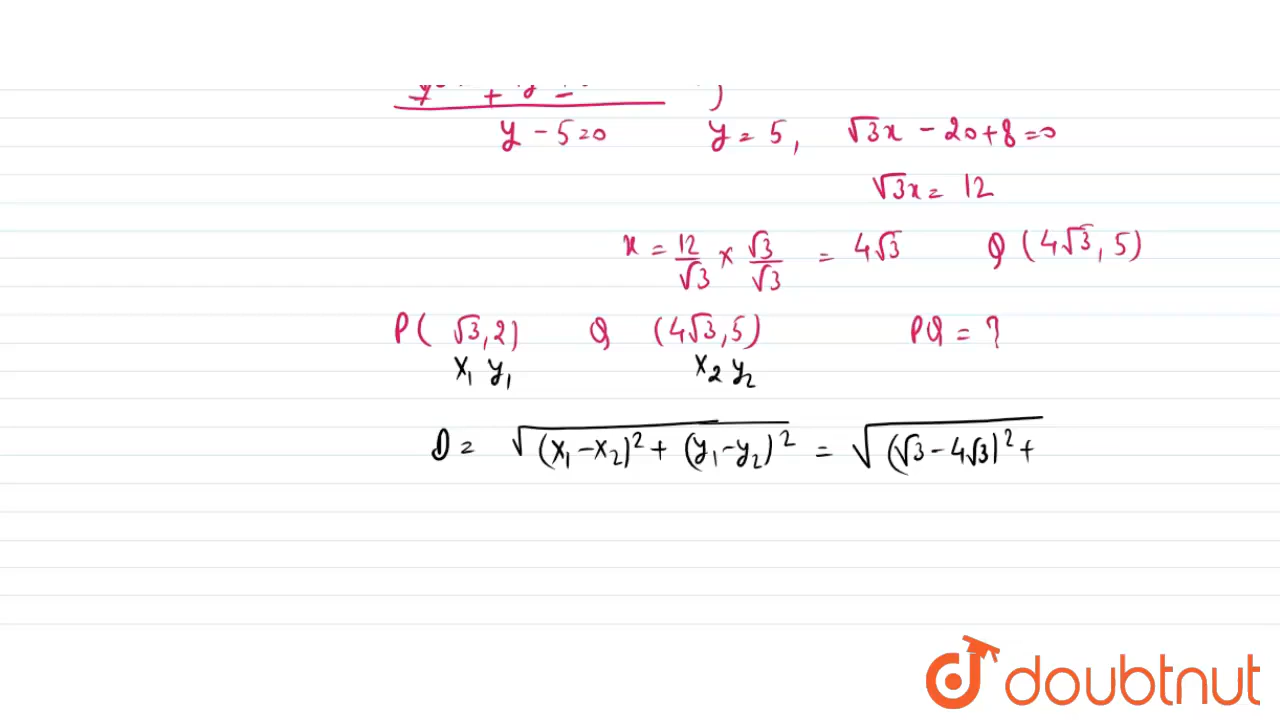 y - 5 = 0 y = 5, √3x - 20 + 8 = 0
√3x = 12
x = 12/√3 × √3/√3 = 4√3 Q (4√3, 5)
P( √3, 2) Q (4√3, 5) PQ = ?
x₁ y₁ x₂ y₂
D = √((x₁ - x₂)² + (y₁ - y₂)²) = √((√3 - 4√3)² +
doubtnut